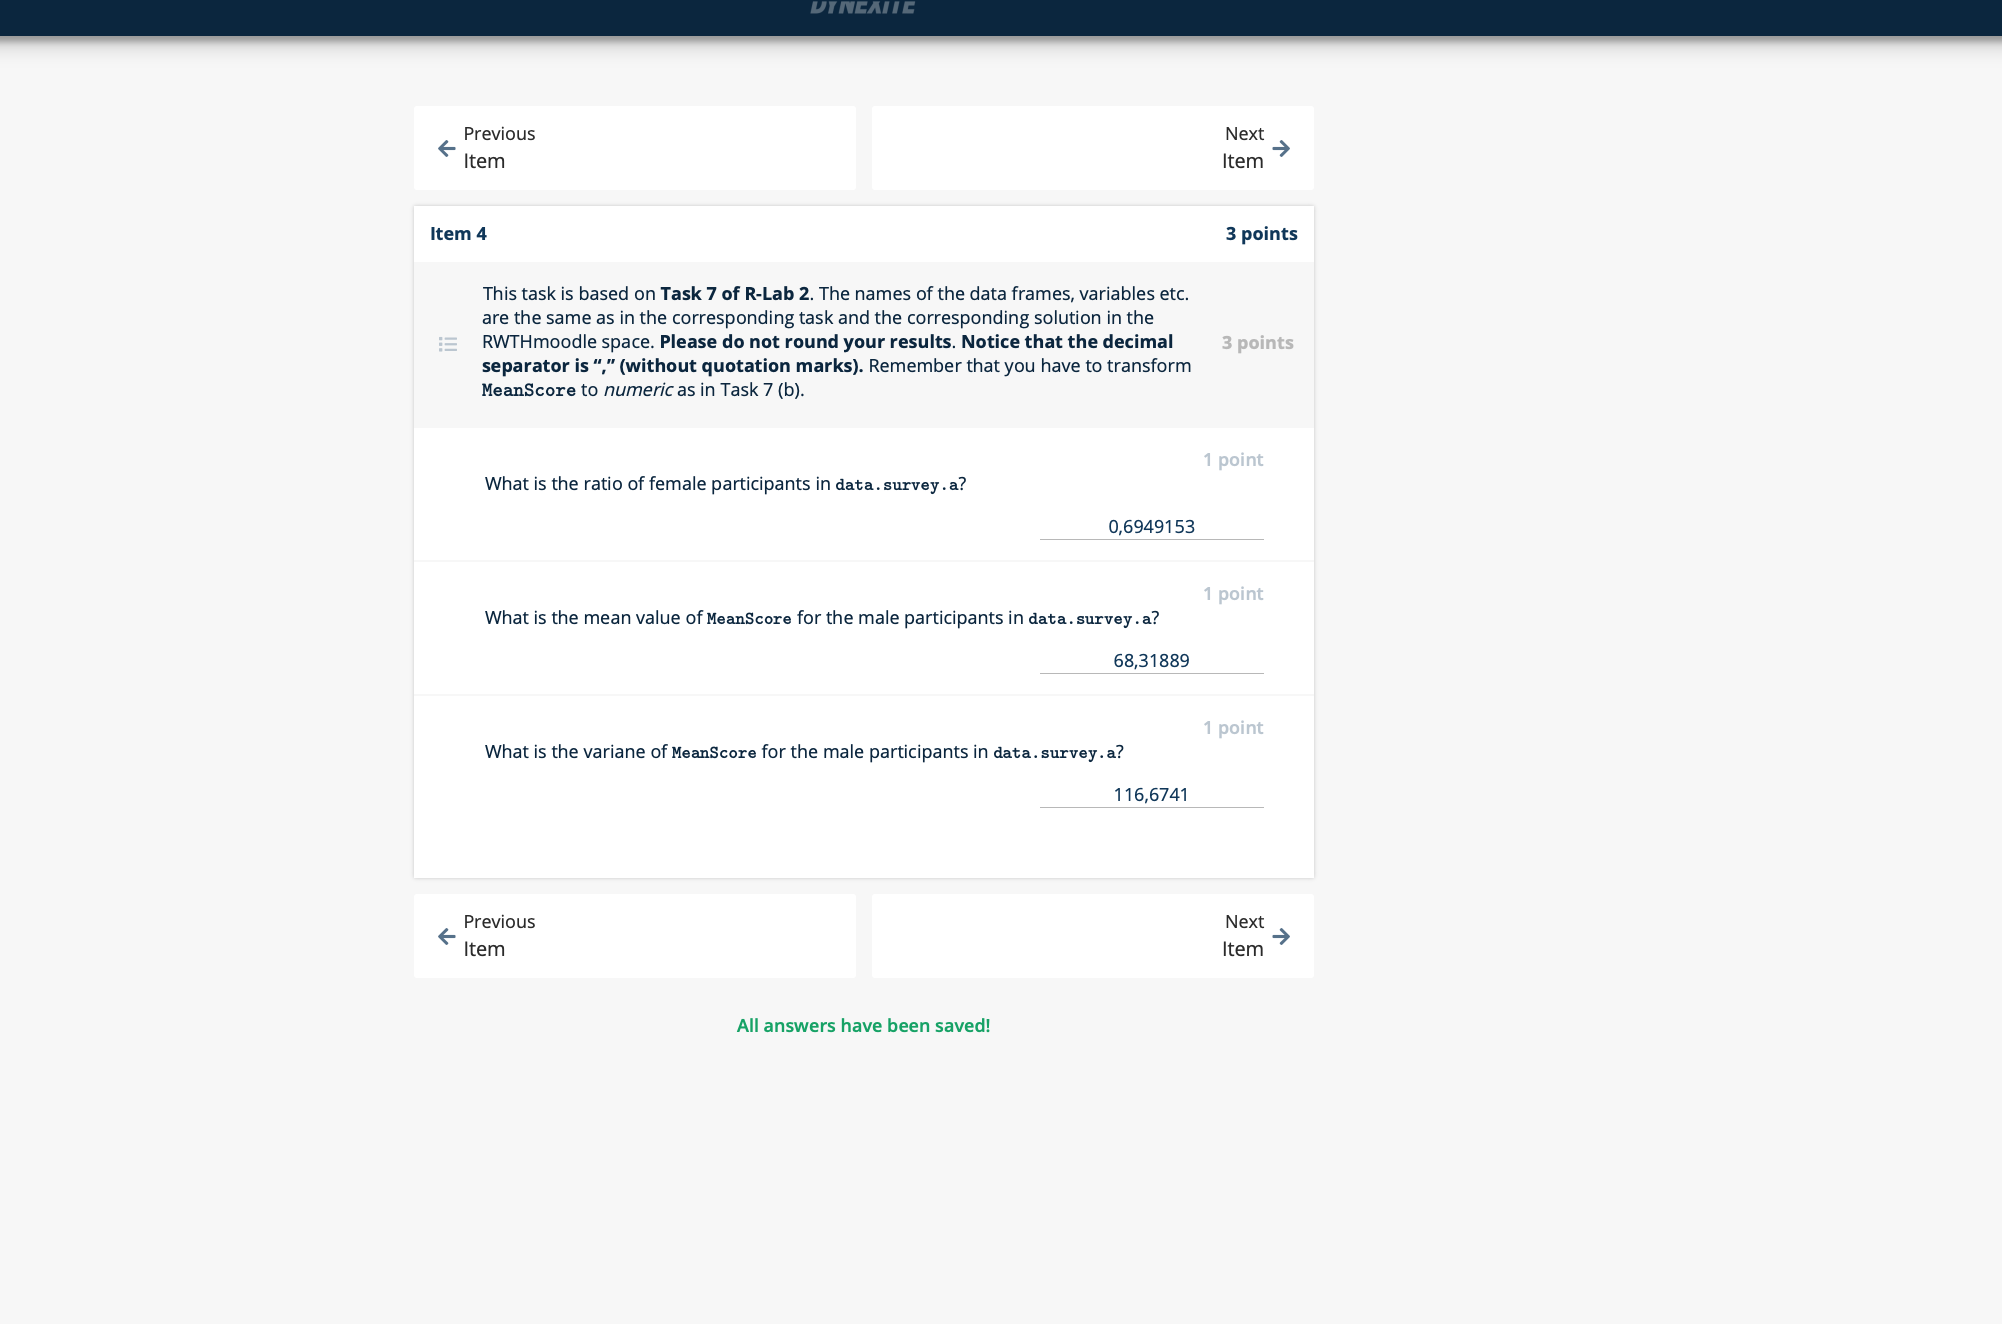 DYNEXITE
Previous
Item
Next
Item
Item 4
3 points
This task is based on Task 7 of R-Lab 2. The names of the data frames, variables etc.
are the same as in the corresponding task and the corresponding solution in the
RWTHmoodle space. Please do not round your results. Notice that the decimal
separator is “,” (without quotation marks). Remember that you have to transform
MeanScore to numeric as in Task 7 (b).
3 points
1 point
What is the ratio of female participants in data.survey.a?
0,6949153
1 point
What is the mean value of MeanScore for the male participants in data.survey.a?
68,31889
1 point
What is the variane of MeanScore for the male participants in data.survey.a?
116,6741
Previous
Item
Next
Item
All answers have been saved!